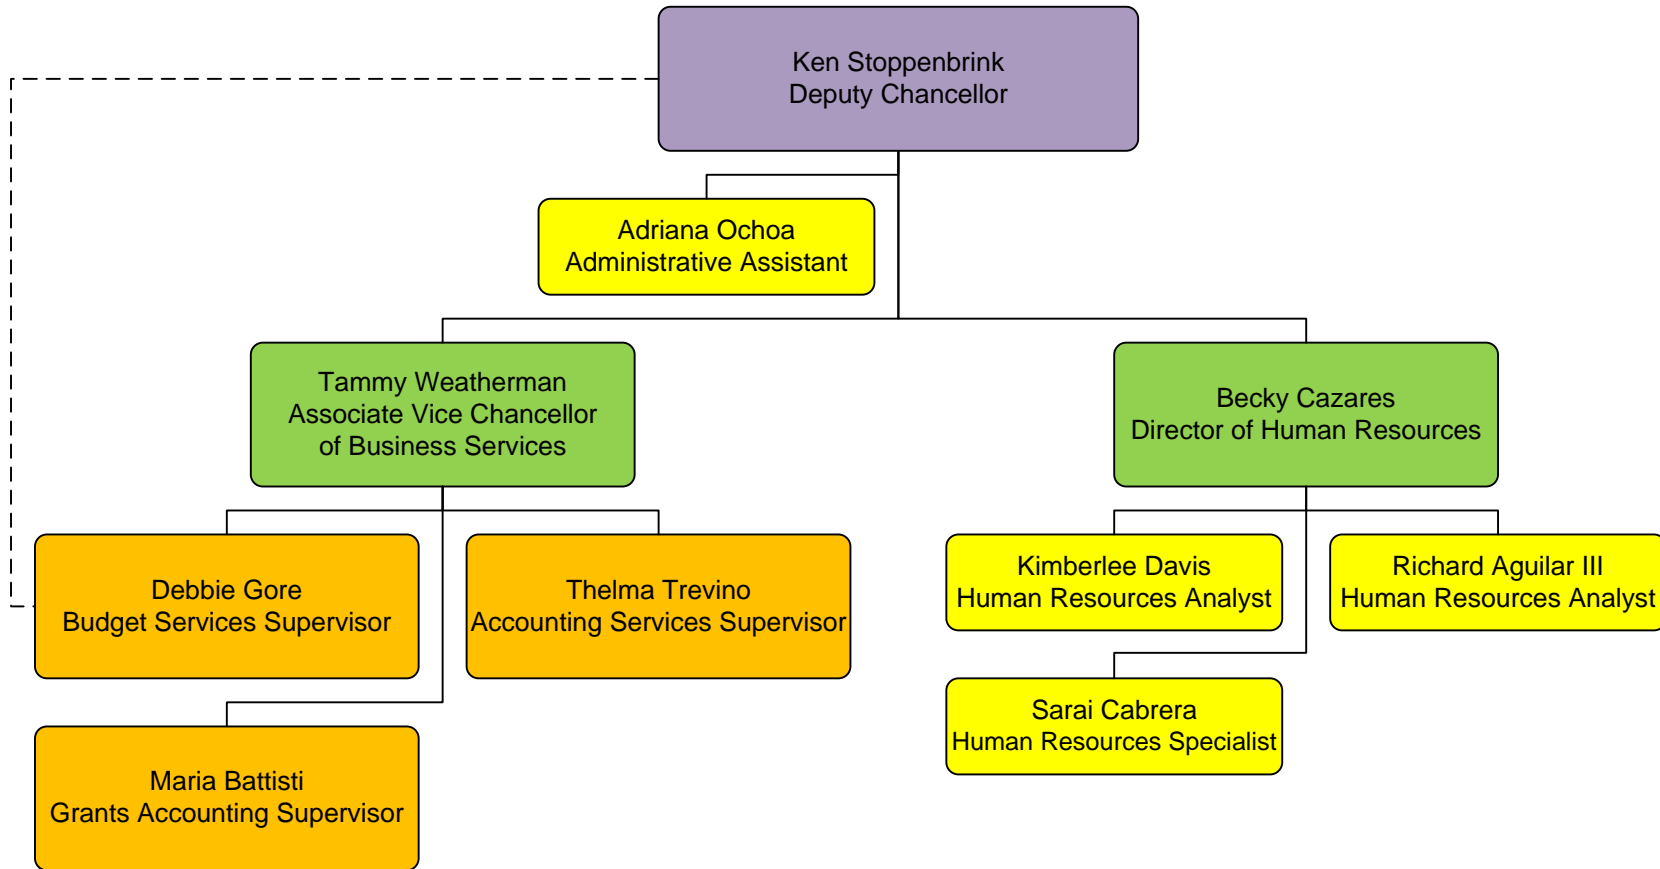 Ken Stoppenbrink
Deputy Chancellor
Adriana Ochoa
Administrative Assistant
Tammy Weatherman
Associate Vice Chancellor
of Business Services
Becky Cazares
Director of Human Resources
Debbie Gore
Budget Services Supervisor
Thelma Trevino
Accounting Services Supervisor
Kimberlee Davis
Human Resources Analyst
Richard Aguilar III
Human Resources Analyst
Sarai Cabrera
Human Resources Specialist
Maria Battisti
Grants Accounting Supervisor